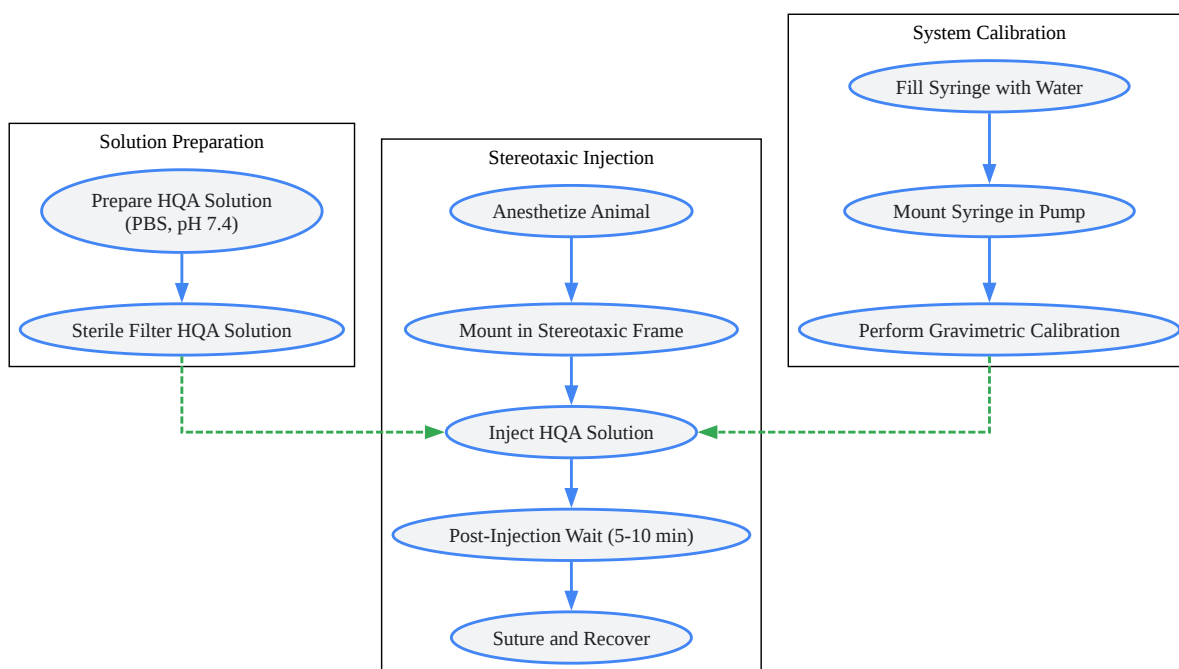 Solution Preparation
Prepare HQA Solution
(PBS, pH 7.4)
Sterile Filter HQA Solution
Stereotaxic Injection
Anesthetize Animal
Mount in Stereotaxic Frame
Inject HQA Solution
Post-Injection Wait (5-10 min)
Suture and Recover
System Calibration
Fill Syringe with Water
Mount Syringe in Pump
Perform Gravimetric Calibration